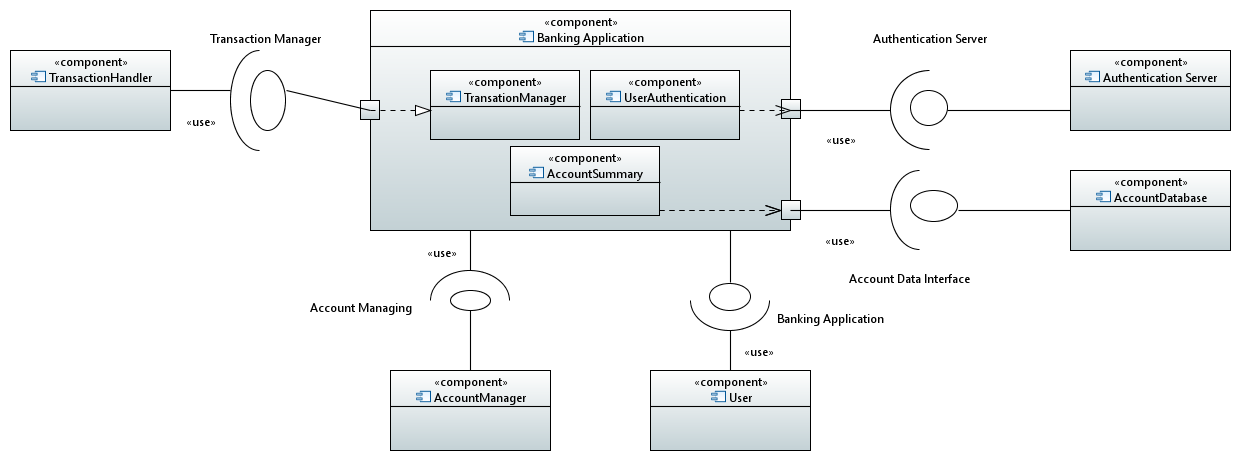 «component»
Banking Application
Transaction Manager
Authentication Server
«component»
TransactionHandler
«component»
TransationManager
«component»
UserAuthentication
«component»
Authentication Server
«use»
«use»
«component»
AccountSummary
«component»
AccountDatabase
«use»
«use»
Account Data Interface
Account Managing
Banking Application
«use»
«component»
AccountManager
«component»
User